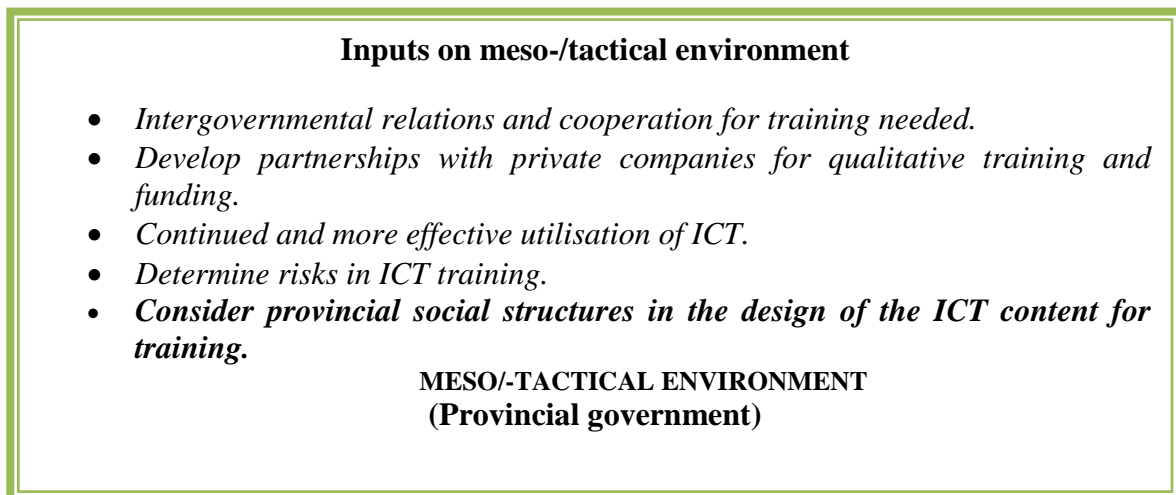 Inputs on meso-/tactical environment
• Intergovernmental relations and cooperation for training needed.
• Develop partnerships with private companies for qualitative training and
funding.
• Continued and more effective utilisation of ICT.
• Determine risks in ICT training.
• Consider provincial social structures in the design of the ICT content for
training.
MESO/-TACTICAL ENVIRONMENT
(Provincial government)